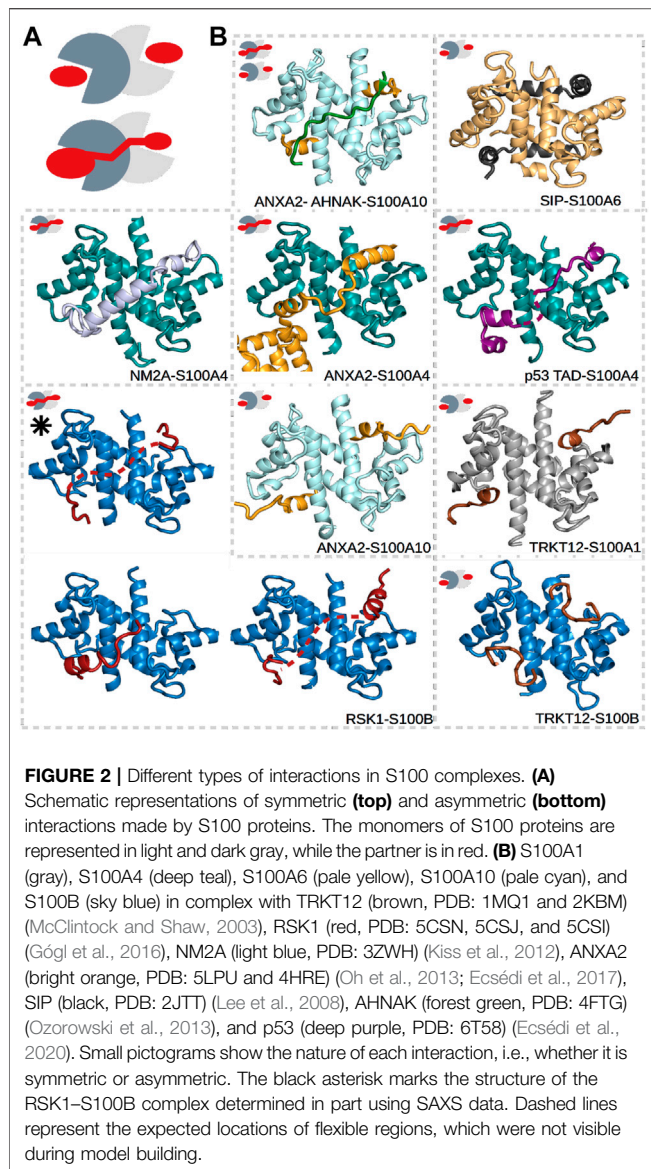 A
B
ANXA2- AHNAK-S100A10
SIP-S100A6
NM2A-S100A4
ANXA2-S100A4
p53 TAD-S100A4
*
ANXA2-S100A10
TRKT12-S100A1
RSK1-S100B
TRKT12-S100B
FIGURE 2 | Different types of interactions in S100 complexes. (A)
Schematic representations of symmetric (top) and asymmetric (bottom)
interactions made by S100 proteins. The monomers of S100 proteins are
represented in light and dark gray, while the partner is in red. (B) S100A1
(gray), S100A4 (deep teal), S100A6 (pale yellow), S100A10 (pale cyan), and
S100B (sky blue) in complex with TRKT12 (brown, PDB: 1MQ1 and 2KBM)
(McClintock and Shaw, 2003), RSK1 (red, PDB: 5CSN, 5CSJ, and 5CSI)
(Gógl et al., 2016), NM2A (light blue, PDB: 3ZWH) (Kiss et al., 2012), ANXA2
(bright orange, PDB: 5LPU and 4HRE) (Oh et al., 2013; Ecsédi et al., 2017),
SIP (black, PDB: 2JTT) (Lee et al., 2008), AHNAK (forest green, PDB: 4FTG)
(Ozorowski et al., 2013), and p53 (deep purple, PDB: 6T58) (Ecsédi et al.,
2020). Small pictograms show the nature of each interaction, i.e., whether it is
symmetric or asymmetric. The black asterisk marks the structure of the
RSK1–S100B complex determined in part using SAXS data. Dashed lines
represent the expected locations of flexible regions, which were not visible
during model building.